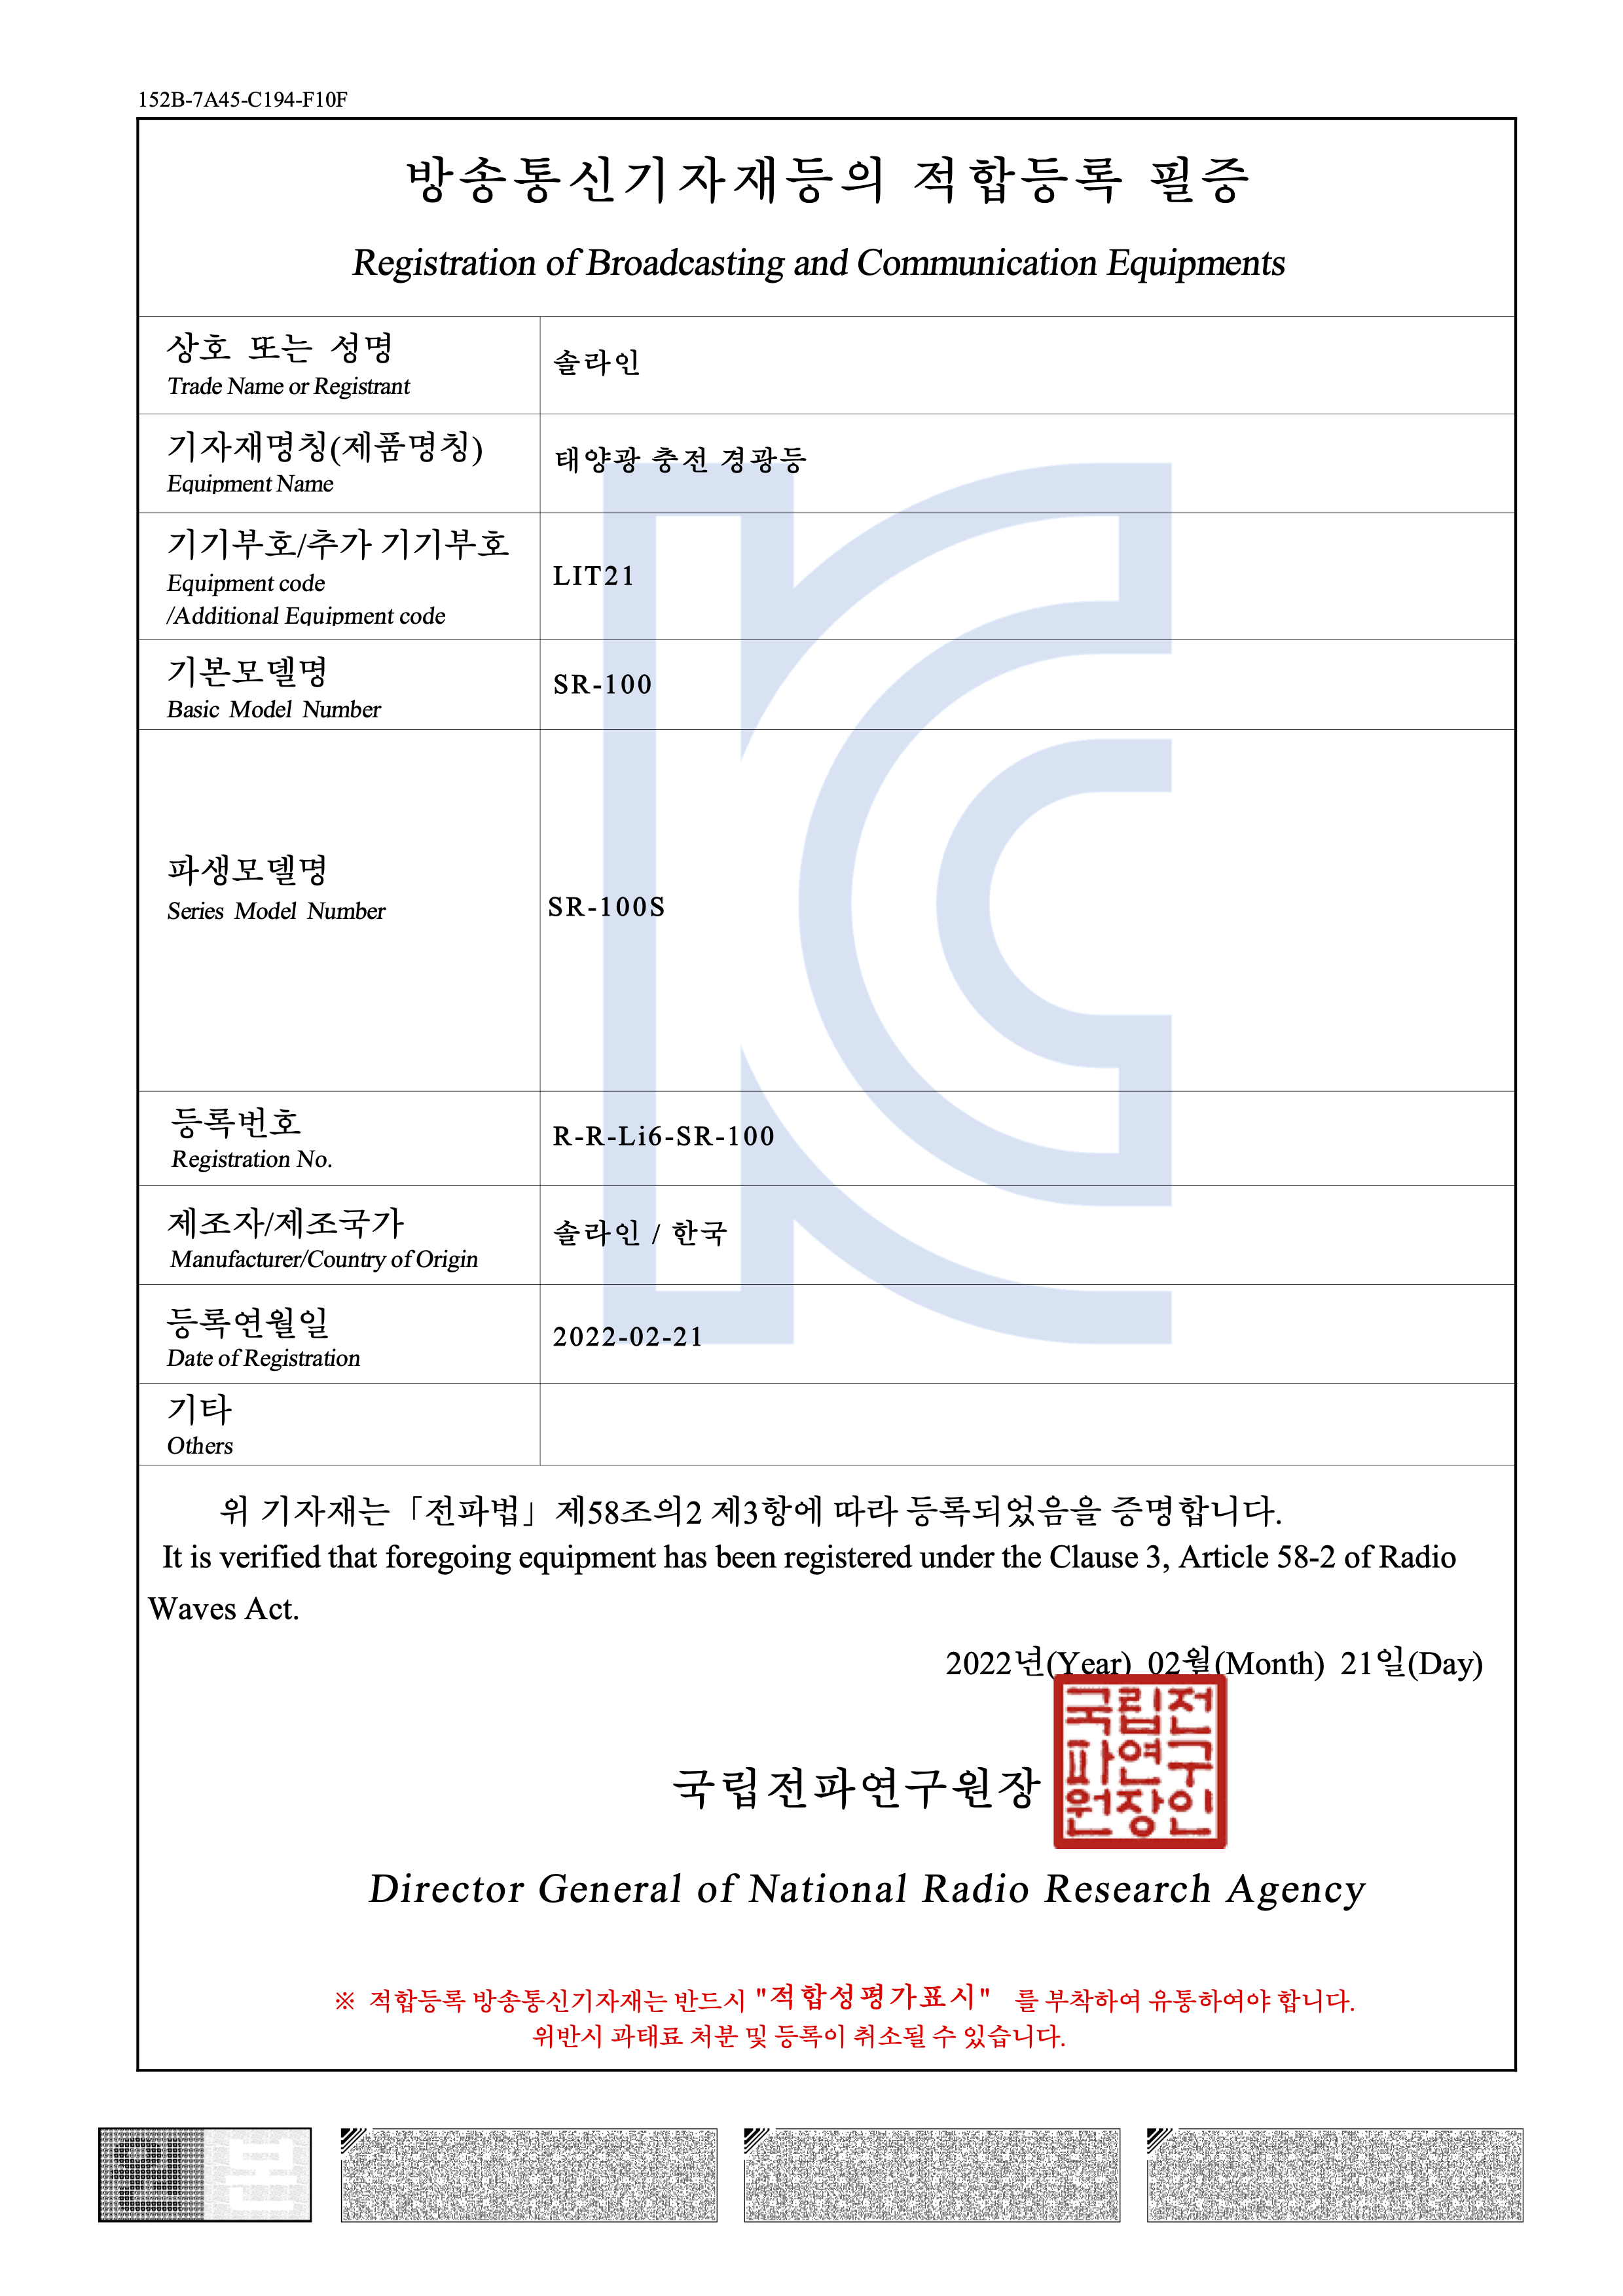 152B-7A45-C194-F10F
방송통신기자재등의 적합등록 필증
Registration of Broadcasting and Communication Equipments
상호 또는 성명
Trade Name or Registrant
솔라인
기자재명칭(제품명칭)
Equipment Name
태양광 충전 경광등
기기부호/추가 기기부호
Equipment code
/Additional Equipment code
LIT21
기본모델명
Basic Model Number
SR-100
파생모델명
Series Model Number
SR-100S
등록번호
Registration No.
R-R-Li6-SR-100
제조자/제조국가
Manufacturer/Country of Origin
솔라인 / 한국
등록연월일
Date of Registration
2022-02-21
기타
Others
위 기자재는「전파법」제58조의2 제3항에 따라 등록되었음을 증명합니다.
It is verified that foregoing equipment has been registered under the Clause 3, Article 58-2 of Radio
Waves Act.
2022년(Year) 02월(Month) 21일(Day)
국립전파연구원장
국립전
파연구
원장인
Director General of National Radio Research Agency
※ 적합등록 방송통신기자재는 반드시 "적합성평가표시" 를 부착하여 유통하여야 합니다.
위반시 과태료 처분 및 등록이 취소될 수 있습니다.
원본